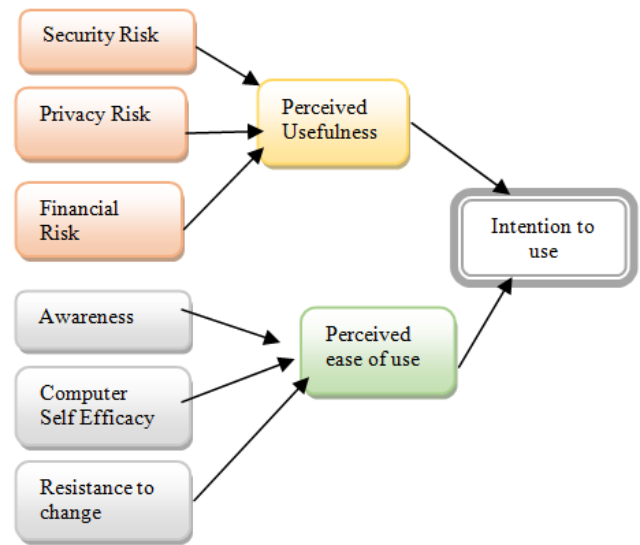 Security Risk
Privacy Risk
Financial
Risk
Perceived
Usefulness
Intention to
use
Awareness
Computer
Self Efficacy
Resistance to
change
Perceived
ease of use